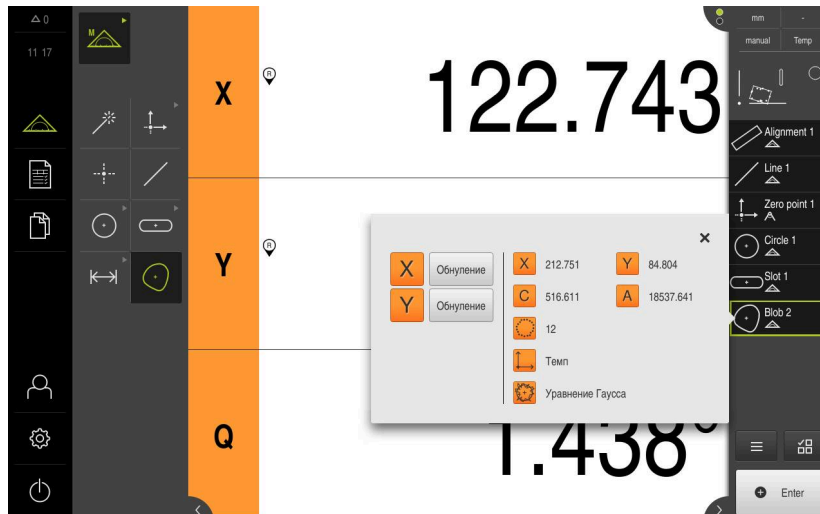 0
11 17
M
X
R
122.743
mm
-
manual
Temp
Alignment 1
Line 1
Zero point 1
Circle 1
Slot 1
Blob 2
Y
R
X
Обнуление
Y
Обнуление
X
212.751
Y
84.804
C
516.611
A
18537.641
12
Темп
Уравнение Гаусса
Q
1.438°
Enter